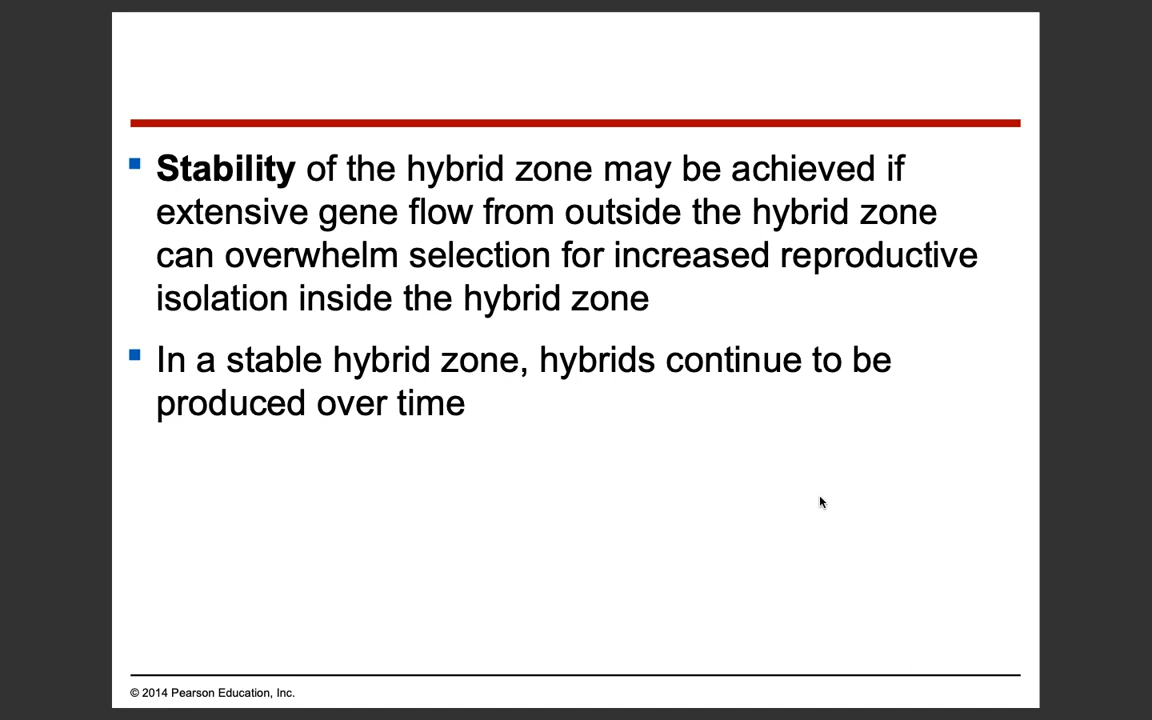 Stability of the hybrid zone may be achieved if
extensive gene flow from outside the hybrid zone
can overwhelm selection for increased reproductive
isolation inside the hybrid zone
In a stable hybrid zone, hybrids continue to be
produced over time
© 2014 Pearson Education, Inc.